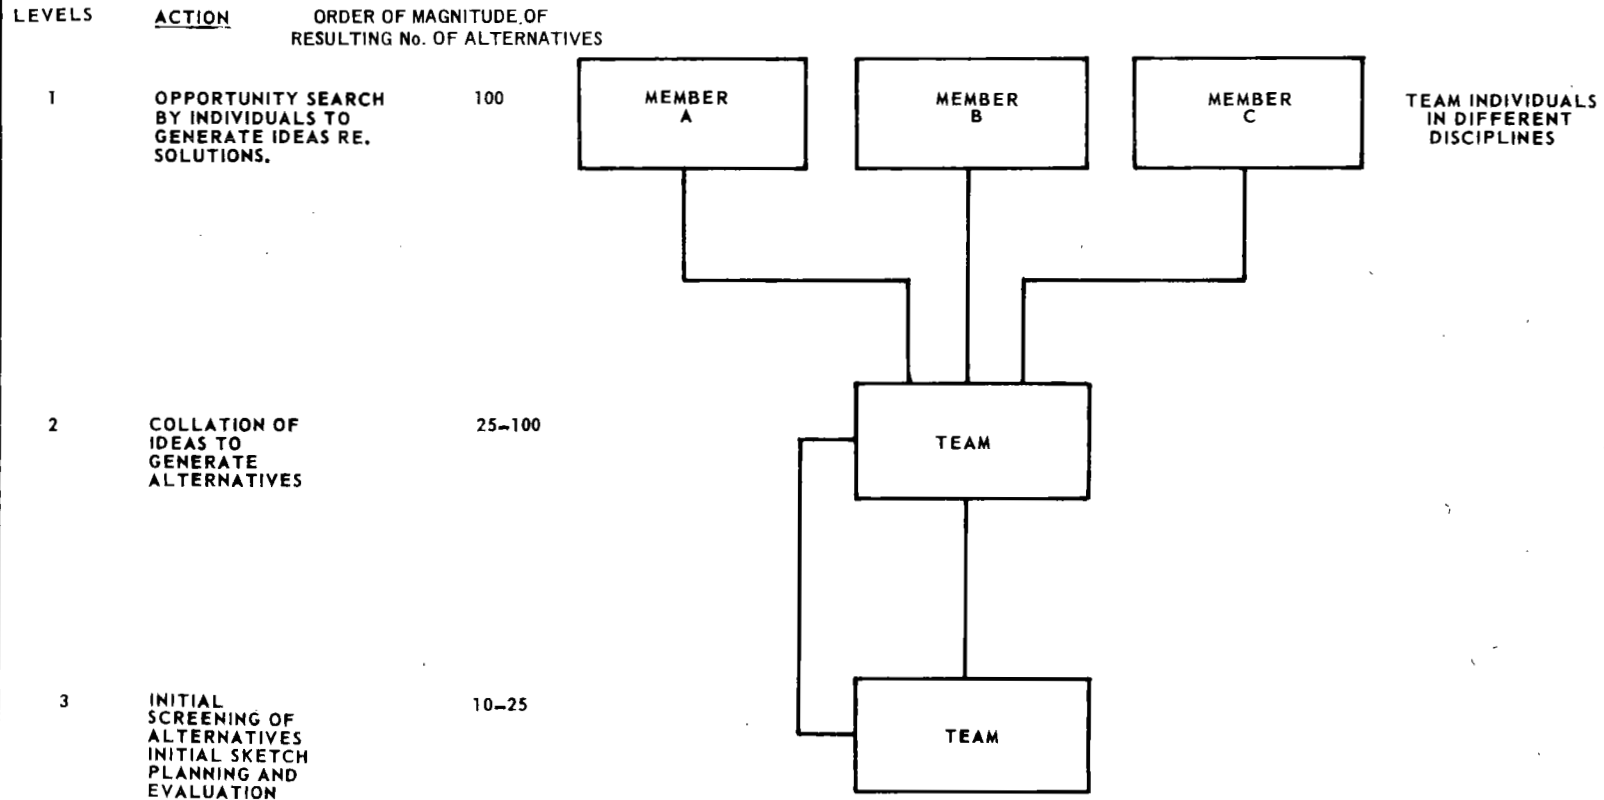 LEVELS
ACTION
ORDER OF MAGNITUDE OF
RESULTING No. OF ALTERNATIVES
1
OPPORTUNITY SEARCH
BY INDIVIDUALS TO
GENERATE IDEAS RE.
SOLUTIONS.
100
MEMBER
A
MEMBER
B
MEMBER
C
TEAM INDIVIDUALS
IN DIFFERENT
DISCIPLINES
2
COLLATION OF
IDEAS TO
GENERATE
ALTERNATIVES
25-100
TEAM
3
INITIAL
SCREENING OF
ALTERNATIVES
INITIAL SKETCH
PLANNING AND
EVALUATION
10-25
TEAM